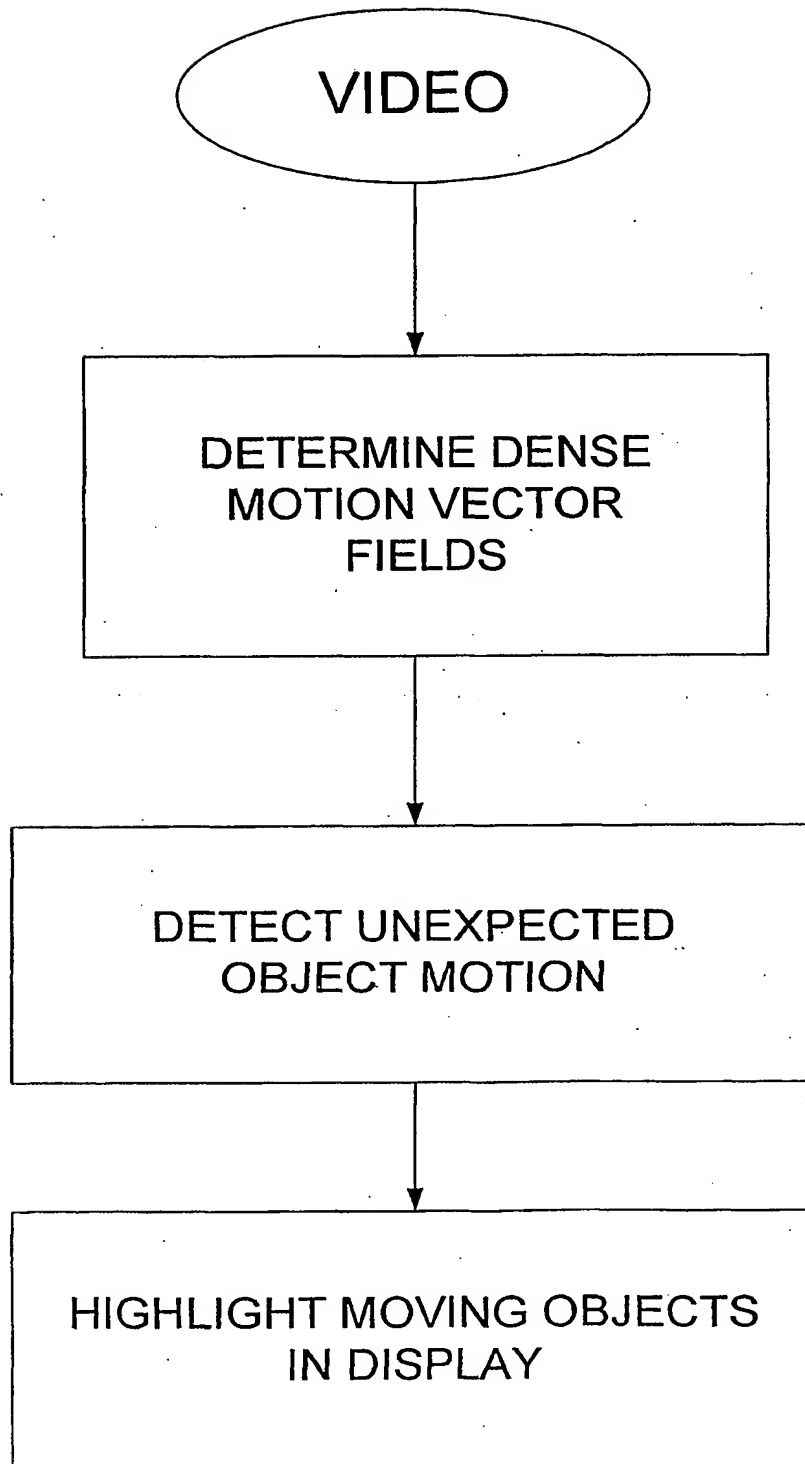 VIDEO
DETERMINE DENSE
MOTION VECTOR
FIELDS
DETECT UNEXPECTED
OBJECT MOTION
HIGHLIGHT MOVING OBJECTS
IN DISPLAY